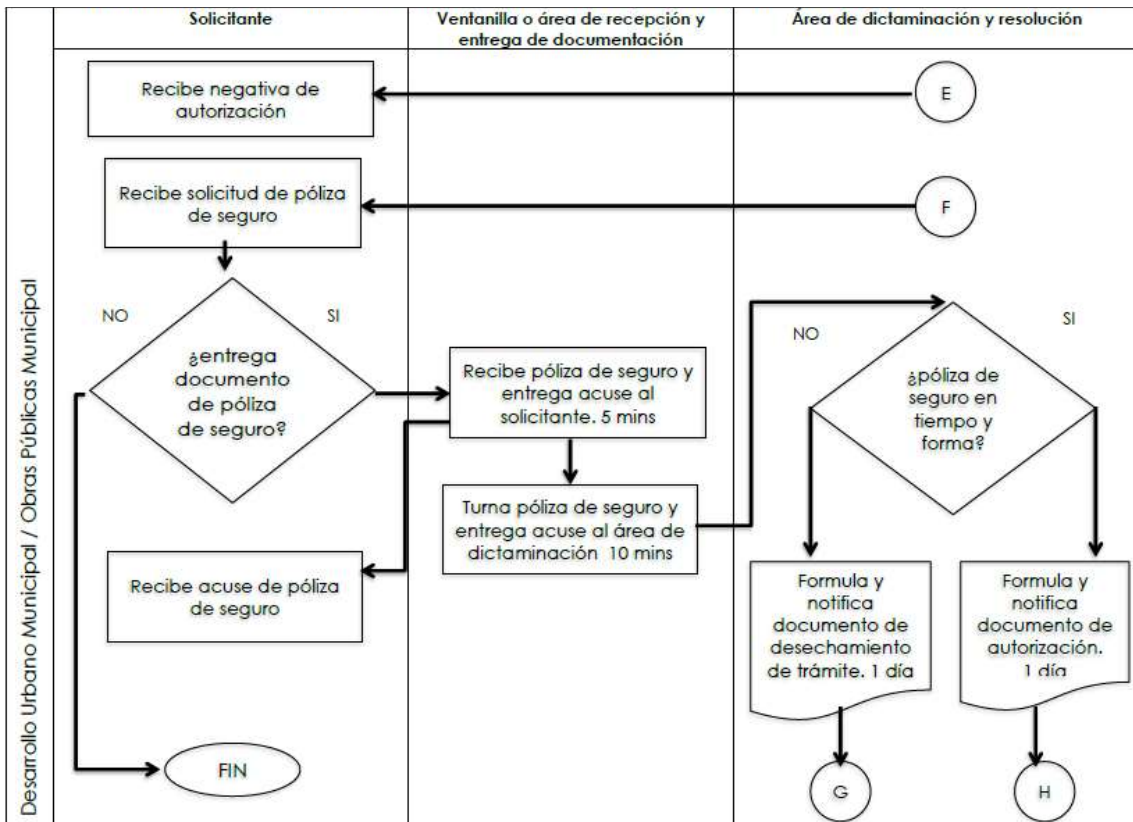 Solicitante
Ventanilla o área de recepción y
entrega de documentación
Área de dictaminación y resolución
Desarrollo Urbano Municipal / Obras Públicas Municipal
Recibe negativa de
autorización
E
Recibe solicitud de póliza
de seguro
F
NO
SI
¿entrega
documento
de póliza
de seguro?
Recibe póliza de seguro y
entrega acuse al
solicitante. 5 mins
Turna póliza de seguro y
entrega acuse al área de
dictaminación 10 mins
NO
SI
¿póliza de
seguro en
tiempo y
forma?
Recibe acuse de póliza
de seguro
Formula y
notifica
documento de
desechamiento
de trámite. 1 día
Formula y
notifica
documento de
autorización.
1 día
FIN
G
H